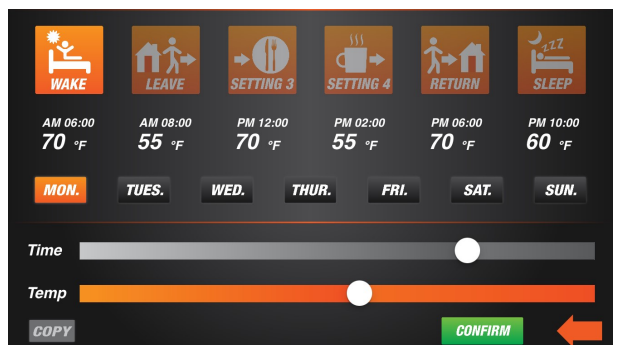 zzz
WAKE LEAVE SETTING 3 SETTING 4 RETURN SLEEP
AM 06:00 AM 08:00 PM 12:00 PM 02:00 PM 06:00 PM 10:00
70 °F 55 °F 70 °F 55 °F 70 °F 60 °F
MON. TUES. WED. THUR. FRI. SAT. SUN.
Time
Temp
COPY CONFIRM